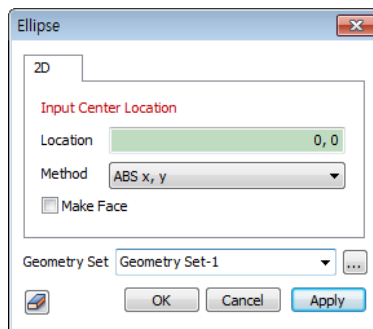 Ellipse
2D
Input Center Location
Location 0, 0
Method ABS x, y
Make Face
Geometry Set Geometry Set-1 ...
OK Cancel Apply